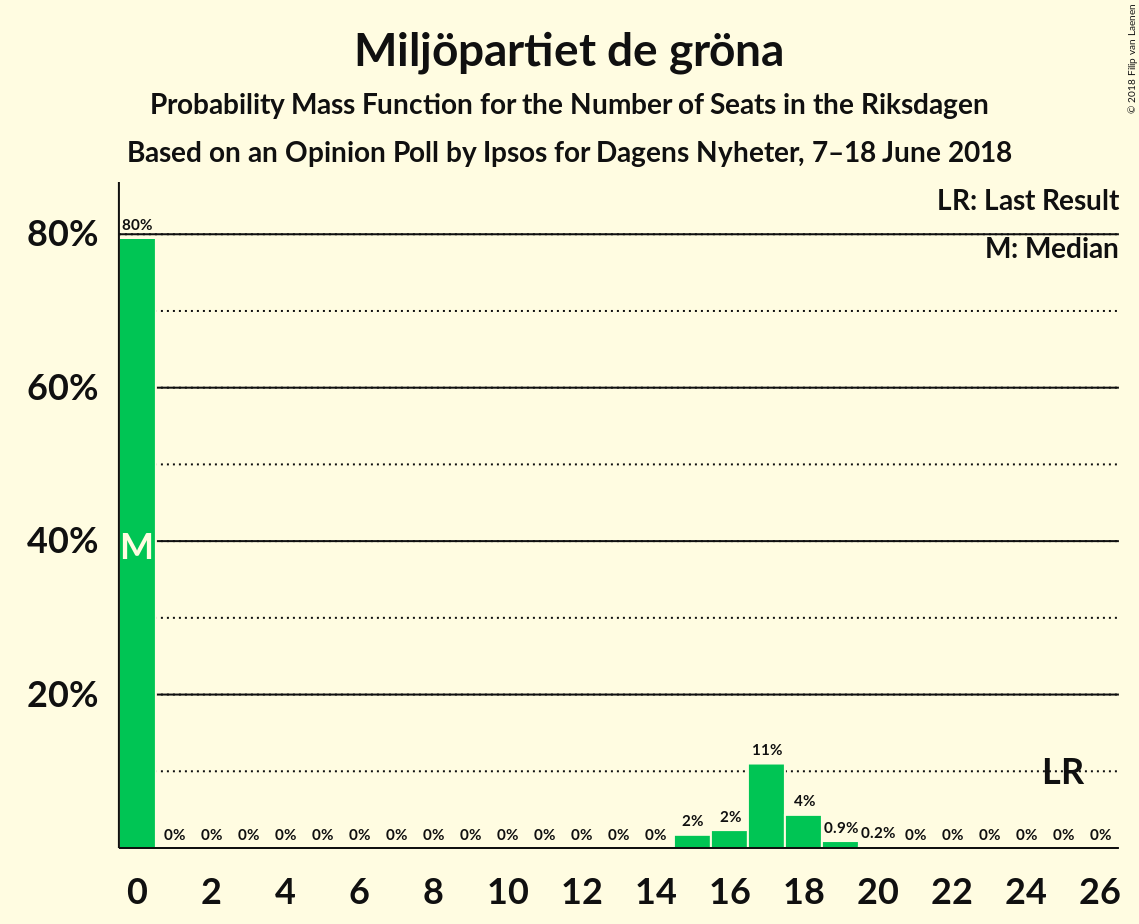 Miljöpartiet de gröna
Probability Mass Function for the Number of Seats in the Riksdagen
Based on an Opinion Poll by Ipsos for Dagens Nyheter, 7–18 June 2018
© 2018 Filip van Laenen
LR: Last Result
M: Median
80%
60%
40%
20%
80%
M
0% 0% 0% 0% 0% 0% 0% 0% 0% 0% 0% 0% 0% 0% 2% 2% 11% 4% 0.9% 0.2% 0% 0% 0% 0% 0% 0%
LR
0 2 4 6 8 10 12 14 16 18 20 22 24 26